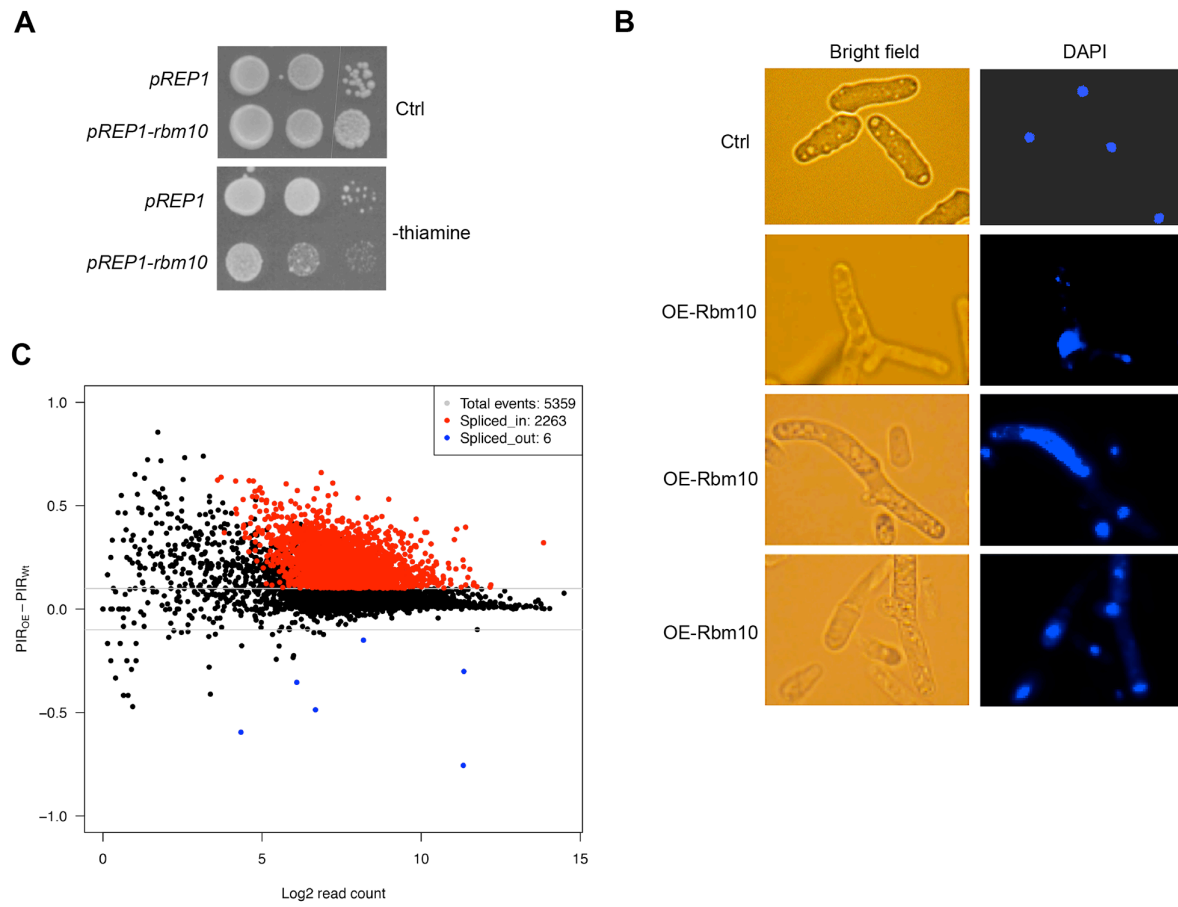 A
pREP1
pREP1-rbm10
Ctrl
pREP1
pREP1-rbm10
-thiamine
B
Bright field
DAPI
Ctrl
OE-Rbm10
OE-Rbm10
OE-Rbm10
C
1.0
0.5
0.0
−0.5
−1.0
PIR_OE − PIR_Wt
Total events: 5359
Spliced_in: 2263
Spliced_out: 6
0
5
10
15
Log2 read count